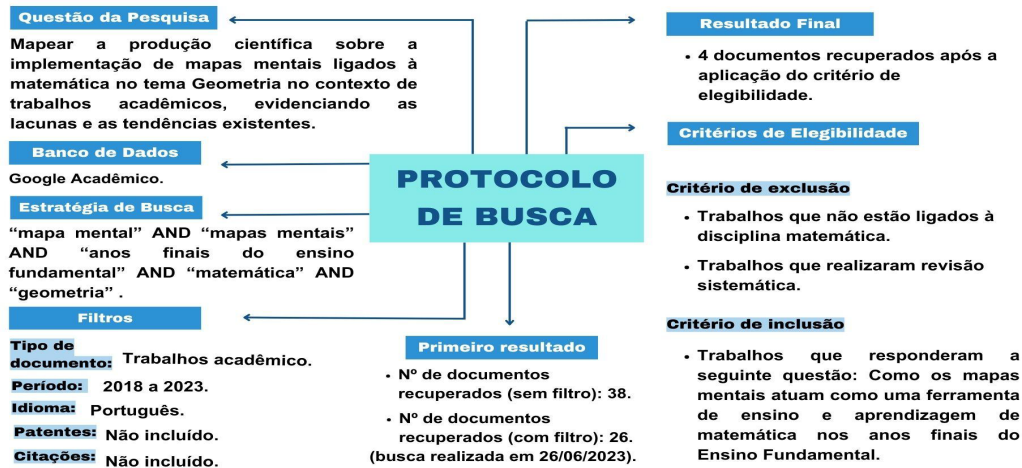 Questão da Pesquisa
Mapear a produção científica sobre a
implementação de mapas mentais ligados à
matemática no tema Geometria no contexto de
trabalhos acadêmicos, evidenciando as
lacunas e as tendências existentes.
Banco de Dados
Google Acadêmico.
Estratégia de Busca
“mapa mental” AND “mapas mentais”
AND “anos finais do ensino
fundamental” AND “matemática” AND
“geometria” .
Filtros
Tipo de
documento: Trabalhos acadêmico.
Período: 2018 a 2023.
Idioma: Português.
Patentes: Não incluído.
Citações: Não incluído.
PROTOCOLO
DE BUSCA
Primeiro resultado
• Nº de documentos
recuperados (sem filtro): 38.
• Nº de documentos
recuperados (com filtro): 26.
(busca realizada em 26/06/2023).
Resultado Final
• 4 documentos recuperados após a
aplicação do critério de
elegibilidade.
Critérios de Elegibilidade
Critério de exclusão
• Trabalhos que não estão ligados à
disciplina matemática.
• Trabalhos que realizaram revisão
sistemática.
Critério de inclusão
• Trabalhos que responderam a
seguinte questão: Como os mapas
mentais atuam como uma ferramenta
de ensino e aprendizagem de
matemática nos anos finais do
Ensino Fundamental.